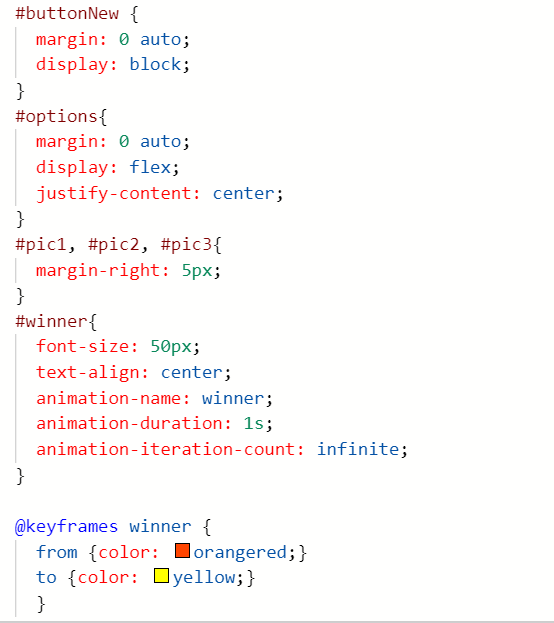 #buttonNew {
margin: 0 auto;
display: block;
}
#options{
margin: 0 auto;
display: flex;
justify-content: center;
}
#pic1, #pic2, #pic3{
margin-right: 5px;
}
#winner{
font-size: 50px;
text-align: center;
animation-name: winner;
animation-duration: 1s;
animation-iteration-count: infinite;
}
@keyframes winner {
from {color: orangered;}
to {color: yellow;}
}